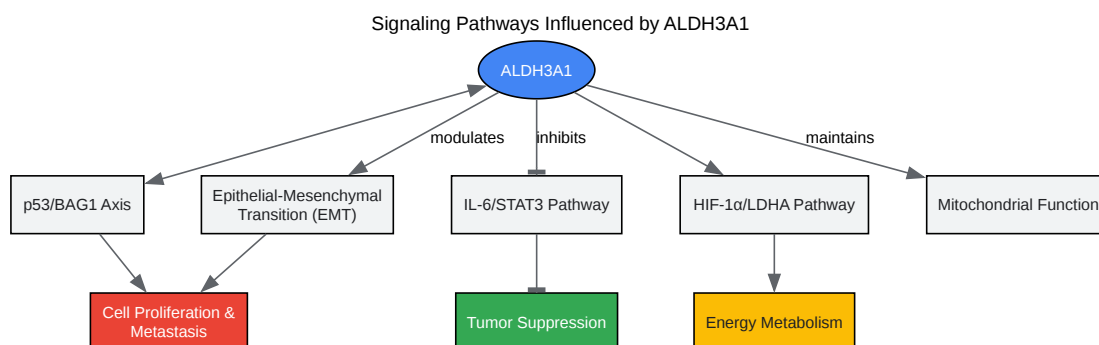 Signaling Pathways Influenced by ALDH3A1
ALDH3A1
modulates
inhibits
maintains
p53/BAG1 Axis
Epithelial-Mesenchymal
Transition (EMT)
IL-6/STAT3 Pathway
HIF-1α/LDHA Pathway
Mitochondrial Function
Cell Proliferation &
Metastasis
Tumor Suppression
Energy Metabolism